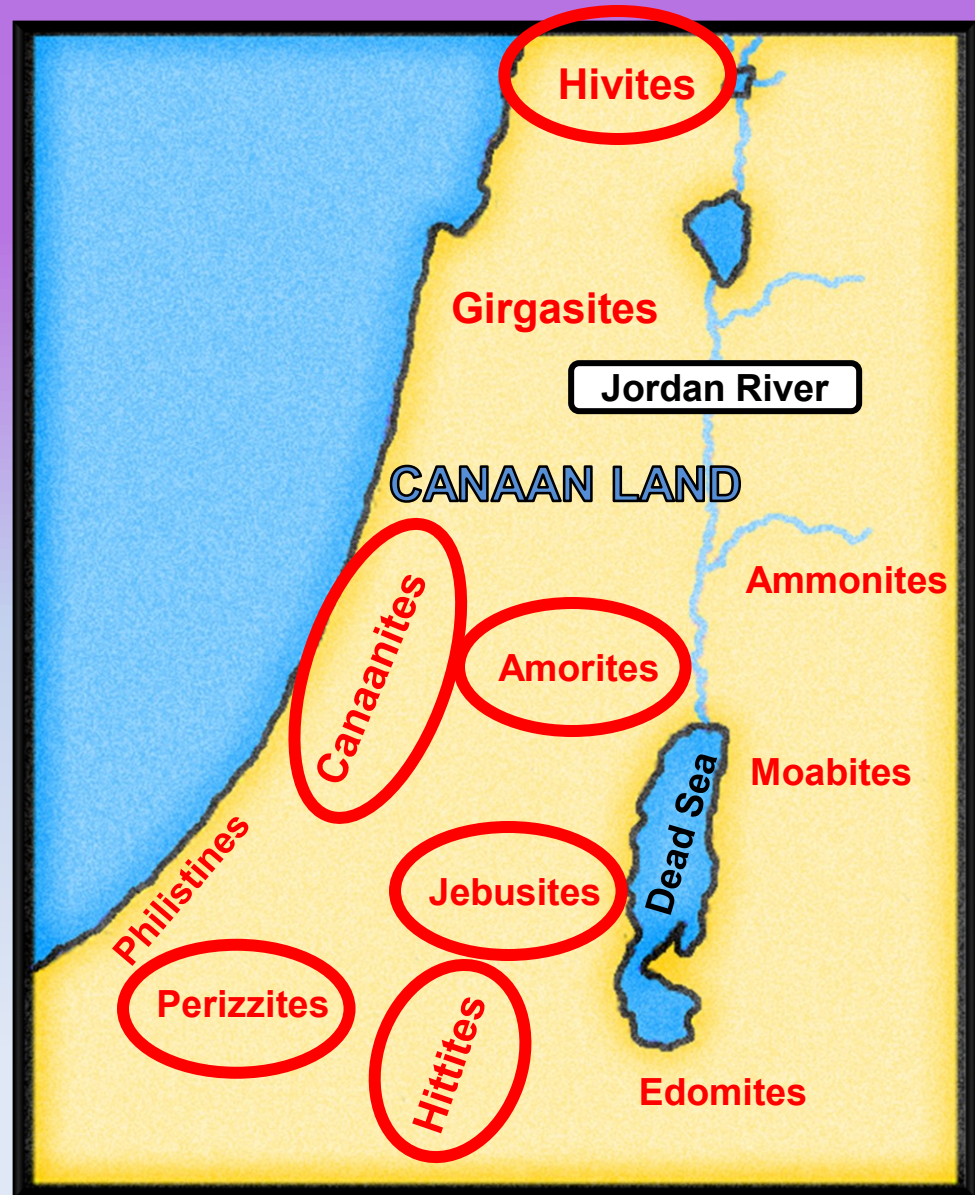 Hivites
Girgasites
Jordan River
CANAAN LAND
Ammonites
Canaanites
Amorites
Moabites
Dead Sea
Philistines
Jebusites
Perizzites
Hittites
Edomites